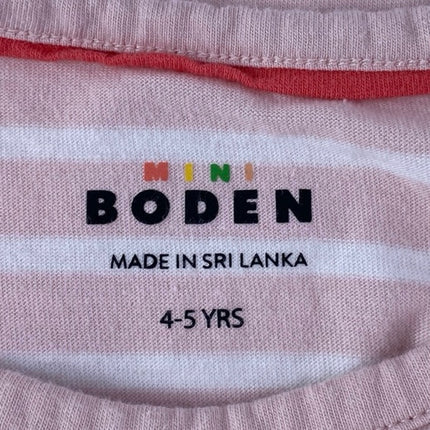 MINI
BODEN
MADE IN SRI LANKA
4-5 YRS